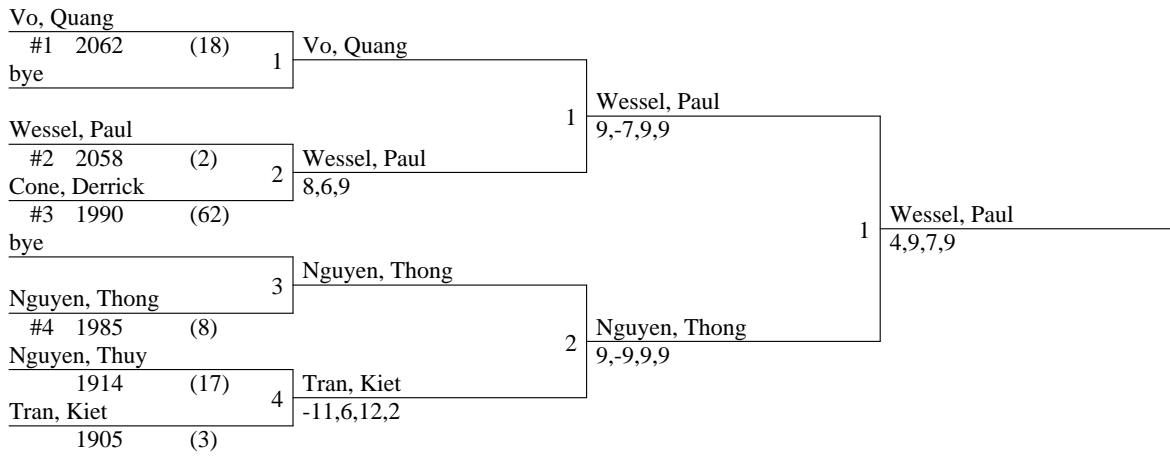 Vo, Quang
#1 2062 (18)
bye
1
Vo, Quang
Wessel, Paul
#2 2058 (2)
Cone, Derrick
#3 1990 (62)
2
Wessel, Paul
8,6,9
bye
Nguyen, Thong
#4 1985 (8)
3
Nguyen, Thong
Nguyen, Thuy
1914 (17)
Tran, Kiet
1905 (3)
4
Tran, Kiet
-11,6,12,2
1
Wessel, Paul
9,-7,9,9
2
Nguyen, Thong
9,-9,9,9
1
Wessel, Paul
4,9,7,9